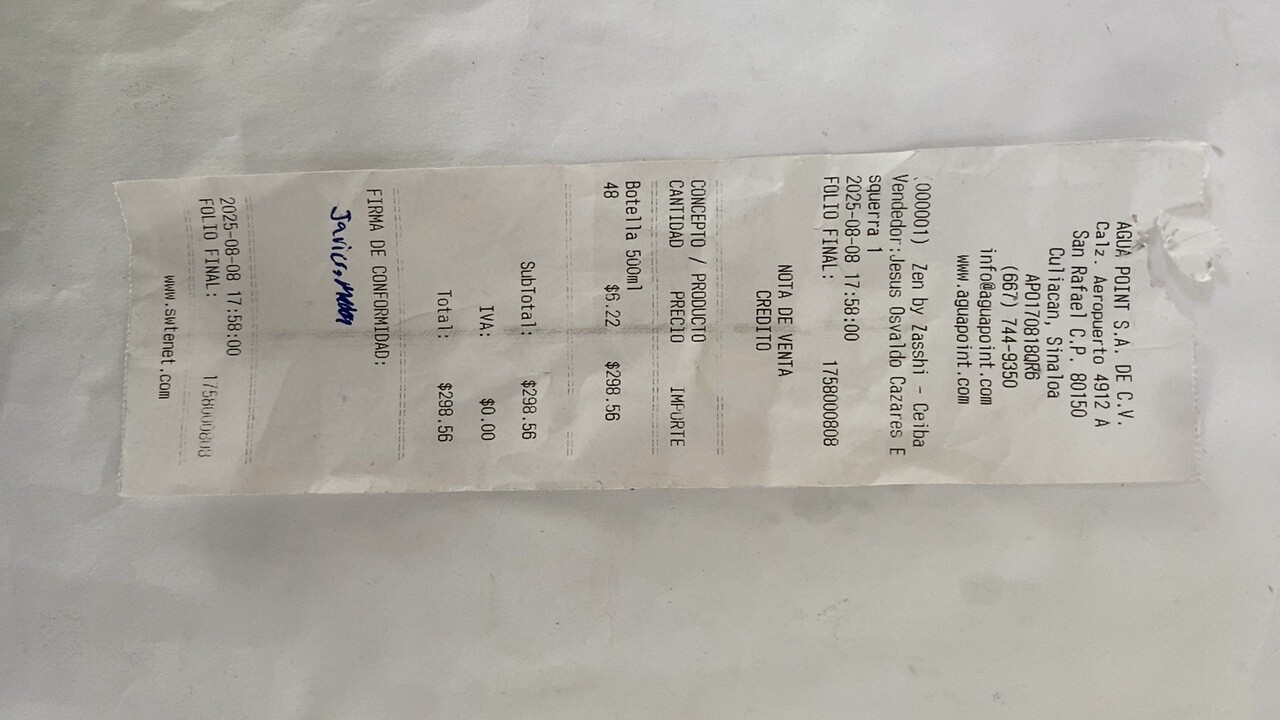 AGUA POINT S.A. DE C.V.
Calz. Aeropuerto 4912 A
San Rafael C.P. 80150
Culiacan, Sinaloa
APO170818QR6
(667) 744-9350
info@aguapoint.com
www.aguapoint.com
(000001) Zen by Zasshi - Ceiba
Vendedor:Jesus Osvaldo Cazares E
squerra 1
2025-08-08 17:58:00
FOLIO FINAL: 1758000808
NOTA DE VENTA
CREDITO
CONCEPTO / PRODUCTO
CANTIDAD PRECIO IMPORTE
Botella 500ml
48 $6.22 $298.56
SubTotal: $298.56
IVA: $0.00
Total: $298.56
FIRMA DE CONFORMIDAD:
2025-08-08 17:58:00
FOLIO FINAL: 1758000808
www.swtenet.com